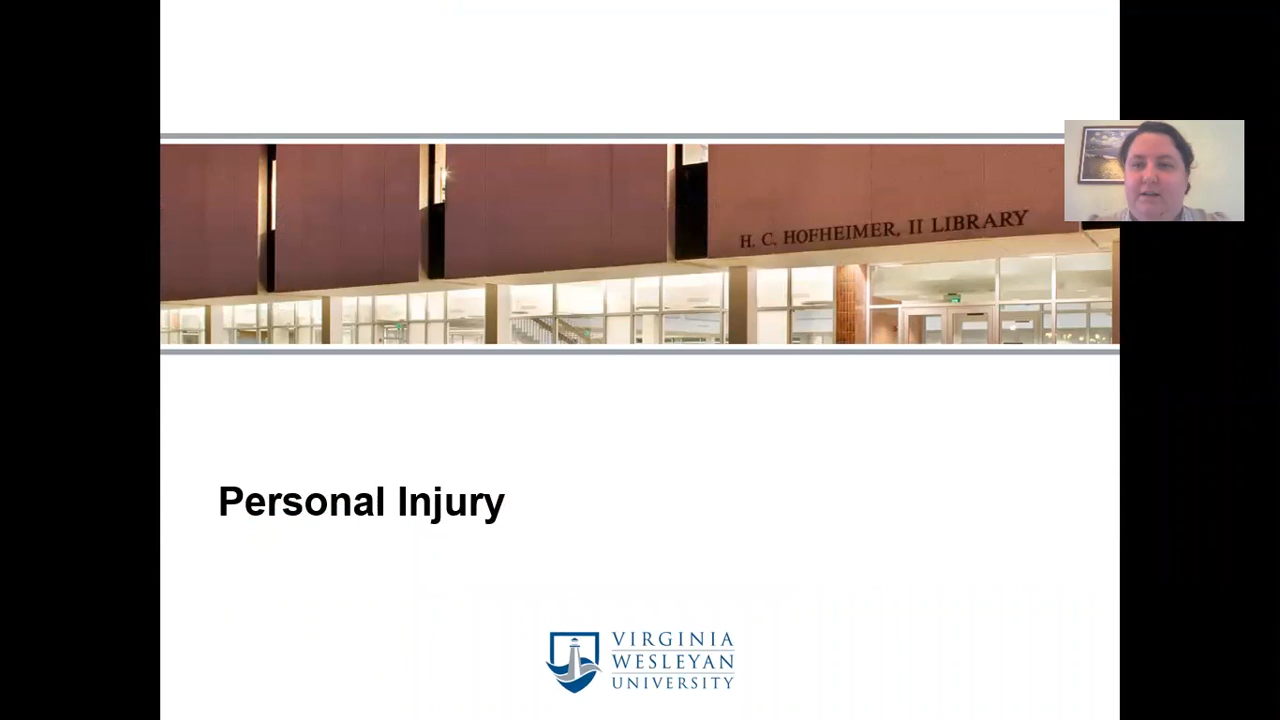 H. C. HOFHEIMER, II LIBRARY
Personal Injury
VIRGINIA
WESLEYAN
UNIVERSITY